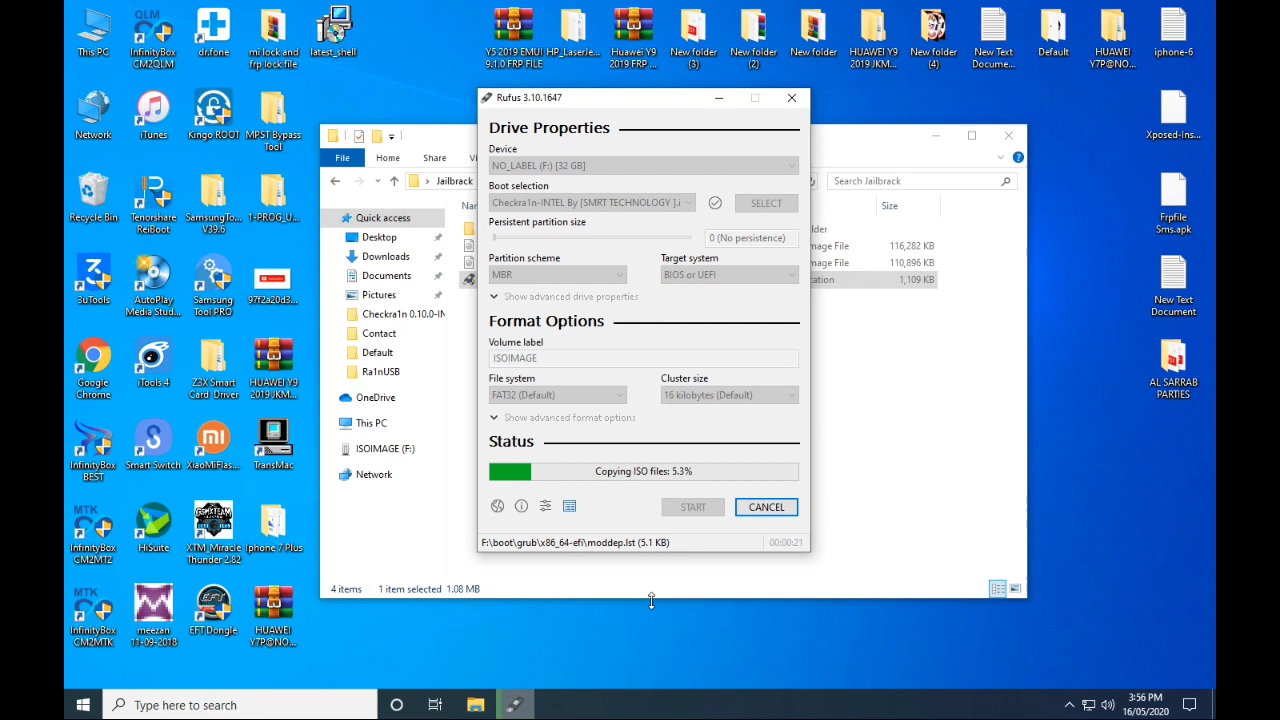 This PC
InfinityBox
CM2QLM
QLM
dr.fone
mi lock and
frp lock file
latest_shell
V5 2019 EMUI
9.1.0 FRP FILE
HP_LaserJe...
Huawei Y9
2019 FRP ...
New folder
(3)
New folder
(2)
New folder
HUAWEI Y9
2019 JKM...
New folder
(4)
New Text
Docume...
Default
HUAWEI
Y7P@NO...
iphone-6
Network
iTunes
Kingo ROOT
MPST Bypass
Tool
Xposed-Ins...
Recycle Bin
Tenorshare
ReiBoot
SamsungTo...
V39.6
1-PROG_U...
Frpfile
Sms.apk
3uTools
AutoPlay
Media Stud...
Samsung
Tool PRO
97f2a20d3...
New Text
Document
Google
Chrome
iTools 4
Z3X Smart
Card_Driver
HUAWEI Y9
2019 JKM...
AL SARRAB
PARTIES
InfinityBox
BEST
Smart Switch
XiaoMiFlas...
TransMac
MTK
InfinityBox
CM2MT2
HiSuite
XTM_Miracle
Thunder 2.82
Iphone 7 Plus
MTK
InfinityBox
CM2MTK
meezan
11-09-2018
EFT
EFT Dongle
HUAWEI
Y7P@NO...
File
Home
Share
Jailbrack
Search Jailbrack
Size
Quick access
Desktop
Downloads
Documents
Pictures
Checkra1n 0.10.0-IN
Contact
Default
Ra1nUSB
OneDrive
This PC
ISOIMAGE (F:)
Network
116,282 KB
110,896 KB
1,109 KB
4 items
1 item selected
1.08 MB
Rufus 3.10.1647
Drive Properties
Device
NO_LABEL (F:) [32 GB]
Boot selection
Checkra1n-INTEL By [SMRT TECHNOLOGY ].i
SELECT
Persistent partition size
0 (No persistence)
Partition scheme
Target system
MBR
BIOS or UEFI
Show advanced drive properties
Format Options
Volume label
ISOIMAGE
File system
Cluster size
FAT32 (Default)
16 kilobytes (Default)
Show advanced format options
Status
Copying ISO files: 5.3%
START
CANCEL
F:\boot\grub\x86_64-efi\moddep.lst (5.1 KB)
00:00:21
Type here to search
3:56 PM
16/05/2020